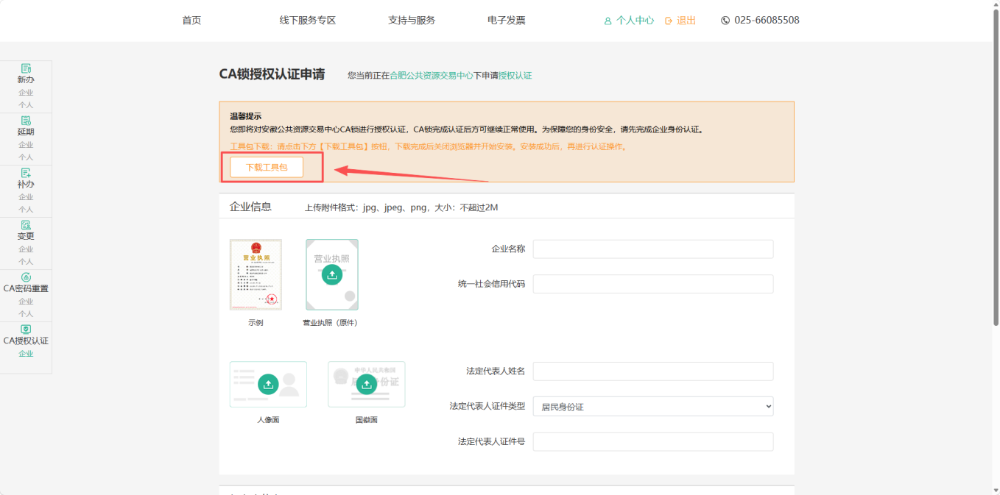 首页 线下服务专区 支持与服务 电子发票 个人中心 退出 025-66085508
新办
企业
个人
延期
企业
个人
补办
企业
个人
变更
企业
个人
CA密码重置
企业
个人
CA授权认证
企业
CA锁授权认证申请 您当前正在合肥公共资源交易中心下申请授权认证
温馨提示
您即将对安徽公共资源交易中心CA锁进行授权认证，CA锁完成认证后方可继续正常使用。为保障您的身份安全，请先完成企业身份认证。
工具包下载：请点击下方【下载工具包】按钮，下载完成后关闭浏览器并开始安装。安装成功后，再进行认证操作。
下载工具包
企业信息 上传附件格式：jpg、jpeg、png，大小：不超过2M
营业执照
营业执照
示例
营业执照（原件）
企业名称
统一社会信用代码
中华人民共和国
人像面
国徽面
法定代表人姓名
法定代表人证件类型 居民身份证
法定代表人证件号